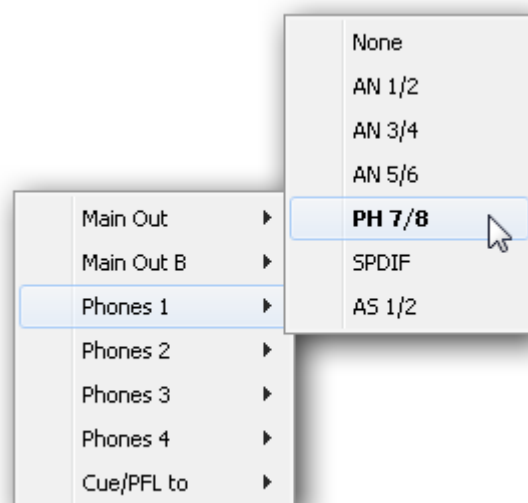 None
AN 1/2
AN 3/4
AN 5/6
PH 7/8
SPDIF
AS 1/2
Main Out
Main Out B
Phones 1
Phones 2
Phones 3
Phones 4
Cue/PFL to